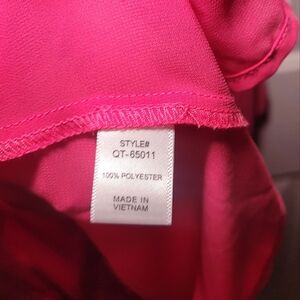 STYLE#
QT-65011
100% POLYESTER
MADE IN
VIETNAM